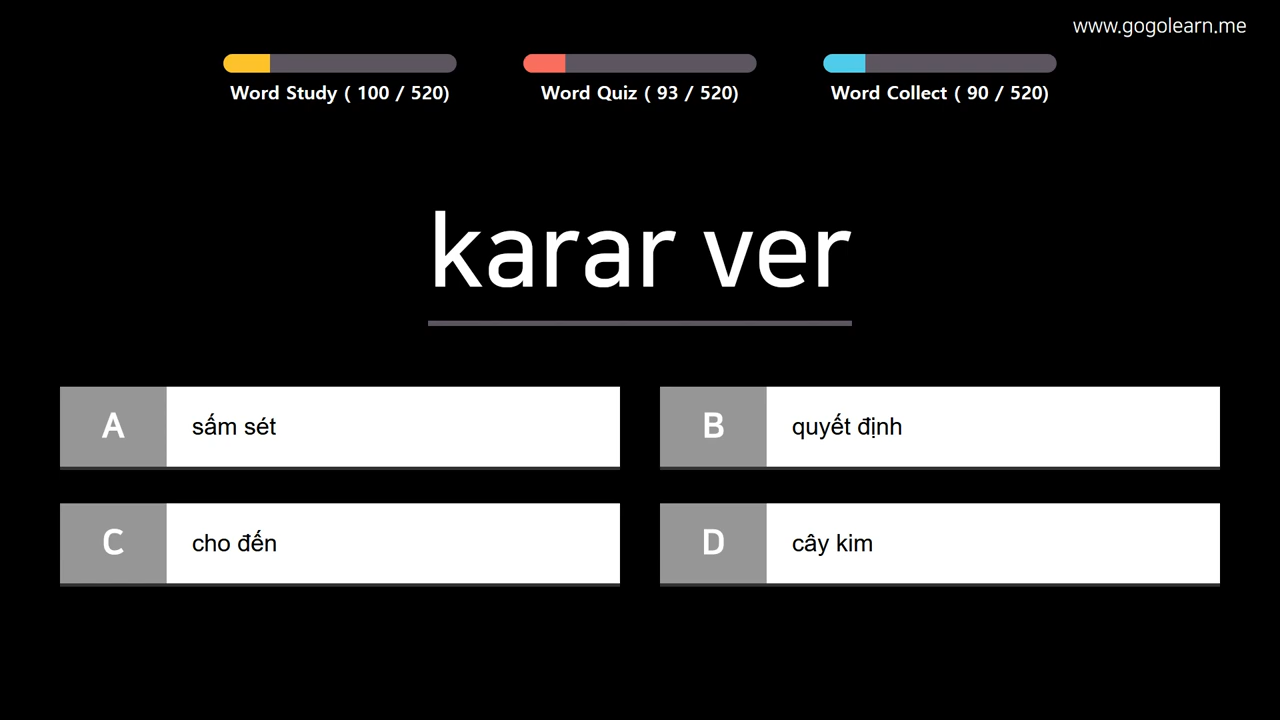 www.gogolearn.me
Word Study ( 100 / 520)
Word Quiz ( 93 / 520)
Word Collect ( 90 / 520)
karar ver
A
sấm sét
B
quyết định
C
cho đến
D
cây kim